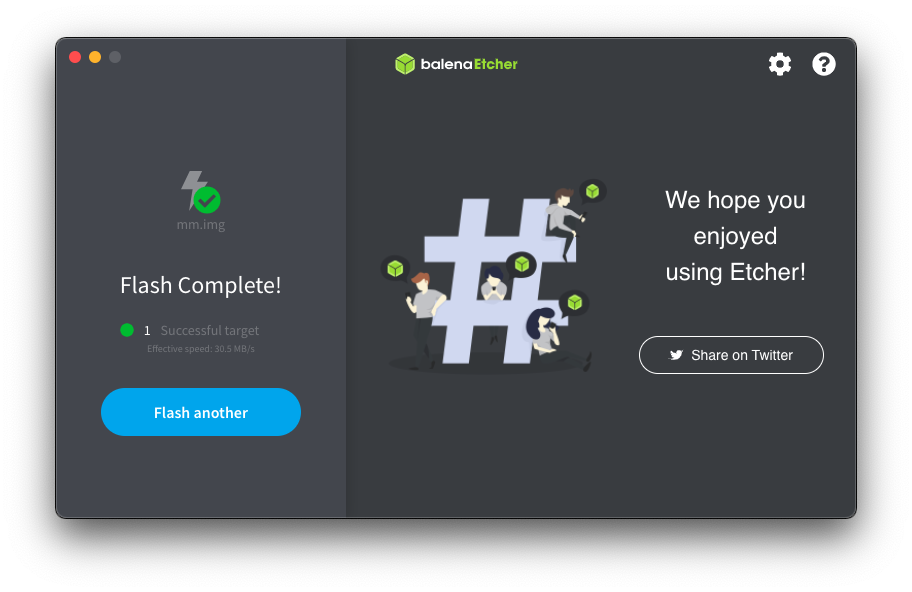 balenaEtcher
mm.img
Flash Complete!
1 Successful target
Effective speed: 30.5 MB/s
Flash another
We hope you
enjoyed
using Etcher!
Share on Twitter